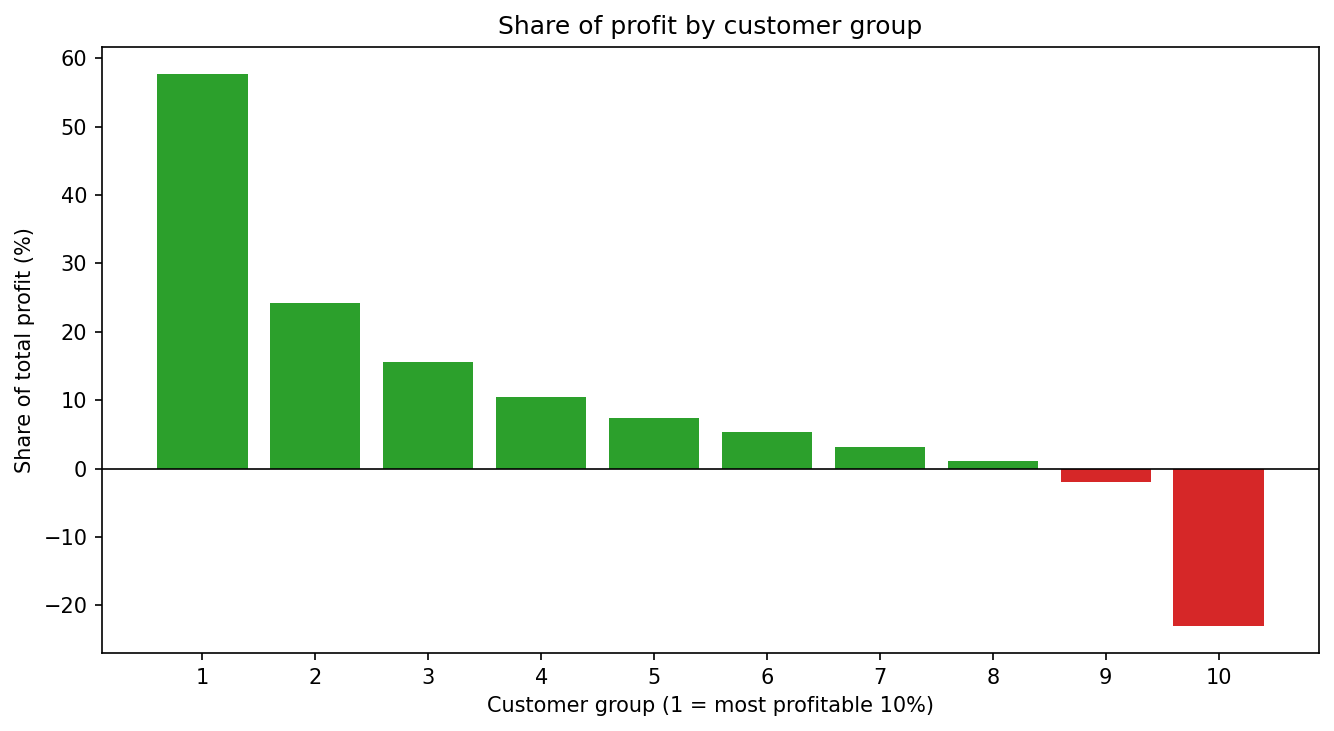 Share of profit by customer group
Share of total profit (%)
60
50
40
30
20
10
0
−10
−20
1 2 3 4 5 6 7 8 9 10
Customer group (1 = most profitable 10%)